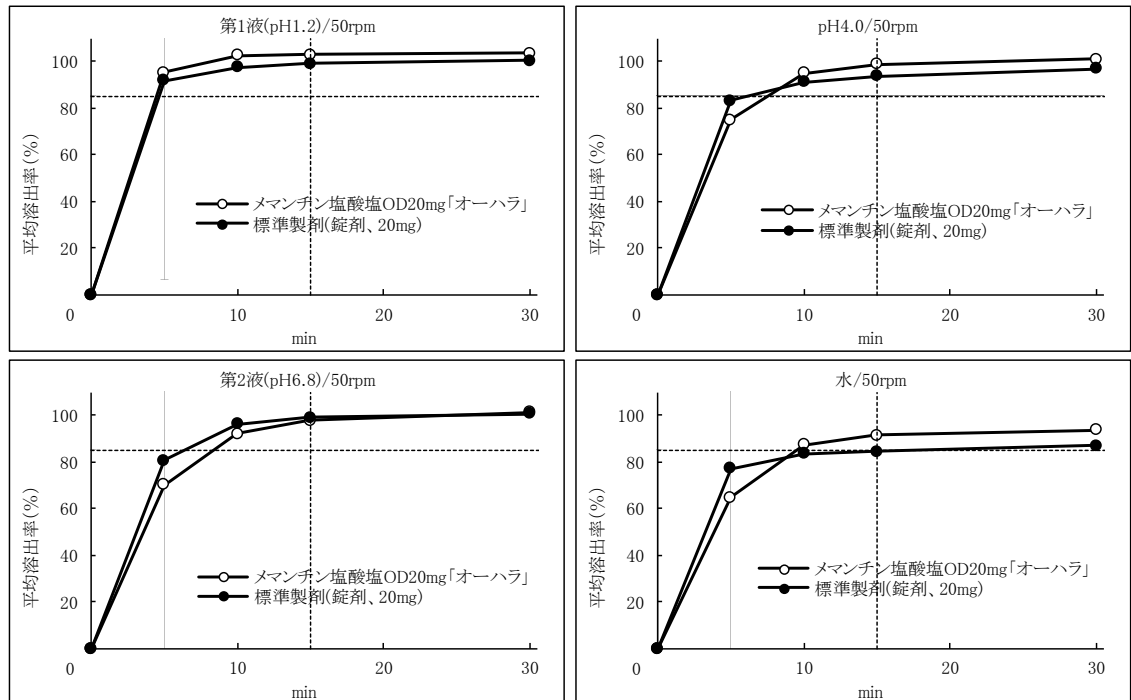 第1液(pH1.2)/50rpm
平均溶出率(%)
100
80
60
40
20
0
10
20
30
min
メマンチン塩酸塩OD20mg「オーハラ」
標準製剤(錠剤、20mg)
pH4.0/50rpm
平均溶出率(%)
100
80
60
40
20
0
10
20
30
min
メマンチン塩酸塩OD20mg「オーハラ」
標準製剤(錠剤、20mg)
第2液(pH6.8)/50rpm
平均溶出率(%)
100
80
60
40
20
0
10
20
30
min
メマンチン塩酸塩OD20mg「オーハラ」
標準製剤(錠剤、20mg)
水/50rpm
平均溶出率(%)
100
80
60
40
20
0
10
20
30
min
メマンチン塩酸塩OD20mg「オーハラ」
標準製剤(錠剤、20mg)